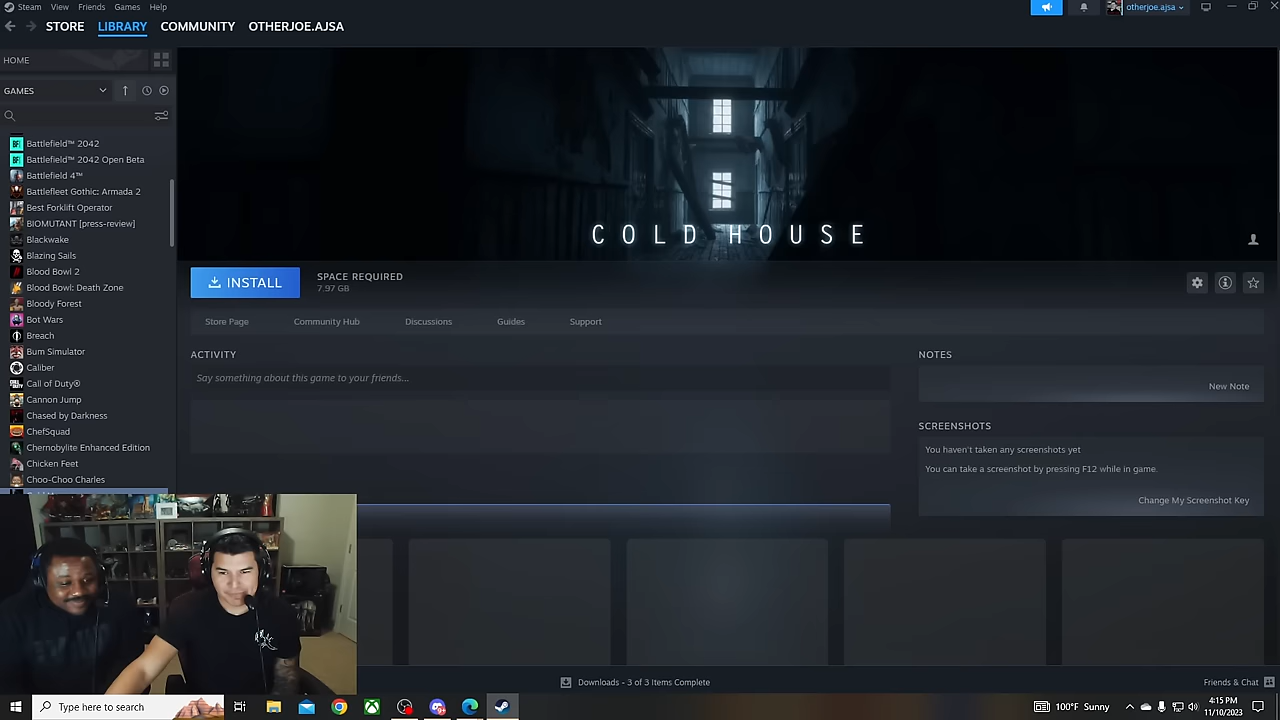 Steam View Friends Games Help
otherjoe.ajsa
STORE LIBRARY COMMUNITY OTHERJOE.AJSA
HOME
GAMES
Battlefield™ 2042
Battlefield™ 2042 Open Beta
Battlefield 4™
Battlefleet Gothic: Armada 2
Best Forklift Operator
BIOMUTANT [press-review]
Blackwake
Blazing Sails
Blood Bowl 2
Blood Bowl: Death Zone
Bloody Forest
Bot Wars
Breach
Bum Simulator
Caliber
Call of Duty®
Cannon Jump
Chased by Darkness
ChefSquad
Chernobylite Enhanced Edition
Chicken Feet
Choo-Choo Charles
COLD HOUSE
INSTALL
SPACE REQUIRED
7.97 GB
Store Page Community Hub Discussions Guides Support
ACTIVITY
Say something about this game to your friends...
NOTES
New Note
SCREENSHOTS
You haven't taken any screenshots yet
You can take a screenshot by pressing F12 while in game.
Change My Screenshot Key
Downloads - 3 of 3 Items Complete
Friends & Chat
Type here to search
100°F Sunny
4:15 PM
11/10/2023